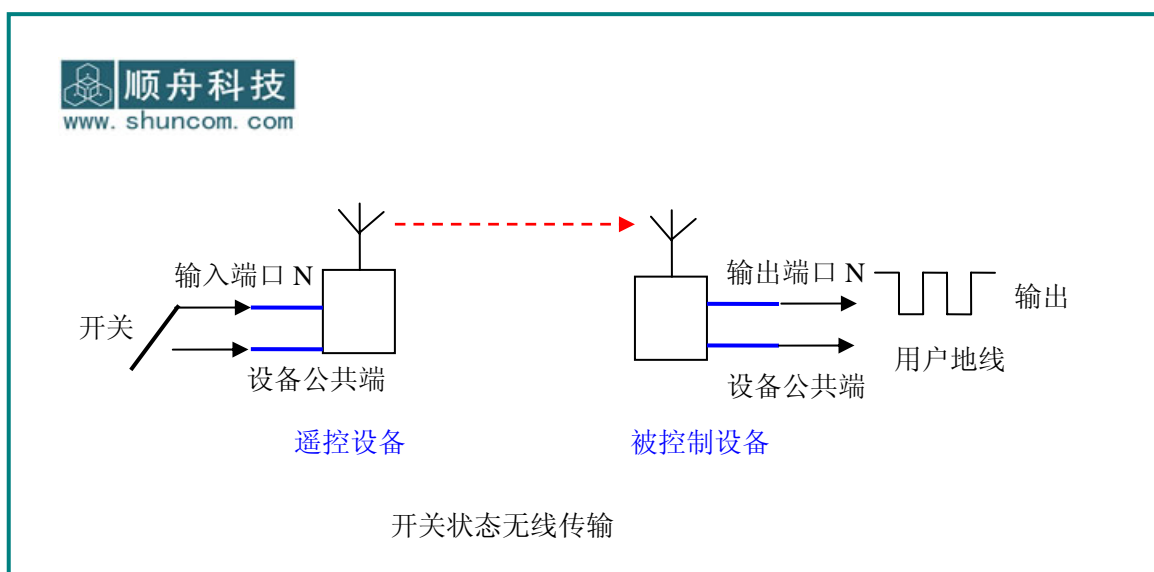 顺舟科技
www.shuncom.com
输入端口 N
开关
设备公共端
遥控设备
输出端口 N
输出
用户地线
设备公共端
被控制设备
开关状态无线传输